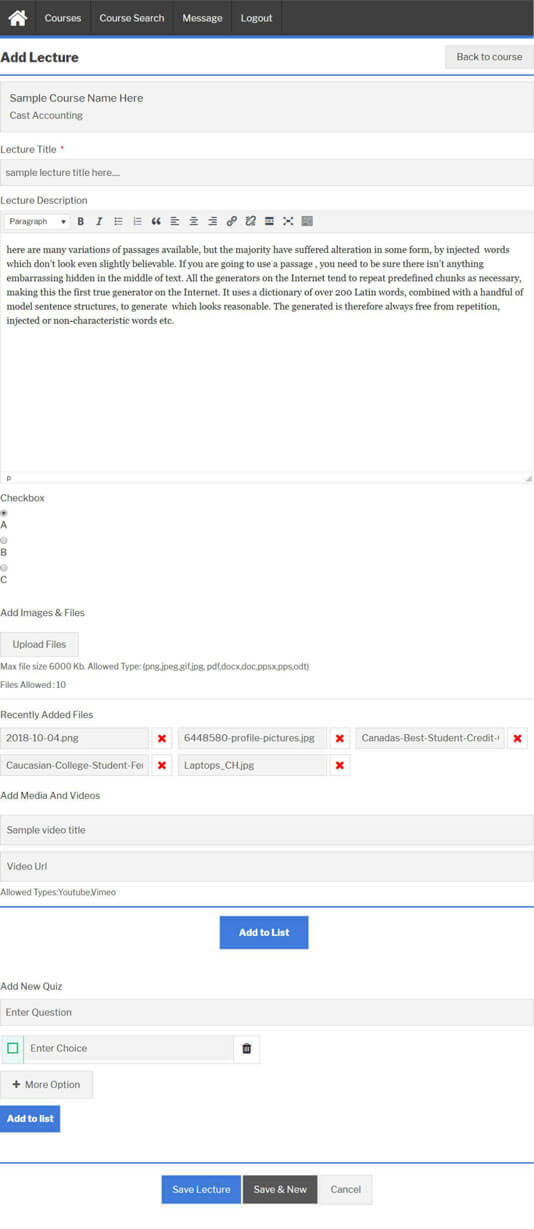 Courses Course Search Message Logout
Add Lecture
Back to course
Sample Course Name Here
Cast Accounting
Lecture Title *
sample lecture title here....
Lecture Description
Paragraph B I
here are many variations of passages available, but the majority have suffered alteration in some form, by injected words
which don't look even slightly believable. If you are going to use a passage , you need to be sure there isn't anything
embarrassing hidden in the middle of text. All the generators on the Internet tend to repeat predefined chunks as necessary,
making this the first true generator on the Internet. It uses a dictionary of over 200 Latin words, combined with a handful of
model sentence structures, to generate which looks reasonable. The generated is therefore always free from repetition,
injected or non-characteristic words etc.
p
Checkbox
A
B
C
Add Images & Files
Upload Files
Max file size 6000 Kb. Allowed Type: (png,jpeg,gif,jpg, pdf,docx,doc,ppsx,pps,odt)
Files Allowed : 10
Recently Added Files
2018-10-04.png 6448580-profile-pictures.jpg Canadas-Best-Student-Credit-
Caucasian-College-Student-Fe Laptops_CH.jpg
Add Media And Videos
Sample video title
Video Url
Allowed Types:Youtube,Vimeo
Add to List
Add New Quiz
Enter Question
Enter Choice
+ More Option
Add to list
Save Lecture Save & New Cancel